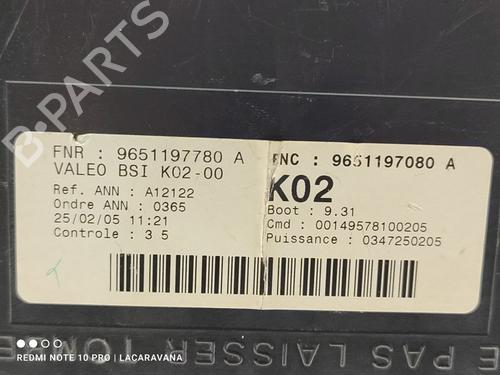 B-PARTS
FNR : 9651197780 A
VALEO BSI K02-00
Ref. ANN : A12122
Ordre ANN : 0365
25/02/05 11:21
Controle : 3 5
FNC : 9651197080 A
K02
Boot : 9.31
Cmd : 00149578100205
Puissance : 0347250205
E PAS LAISSER TOMBE
REDMI NOTE 10 PRO | LACARAVANA